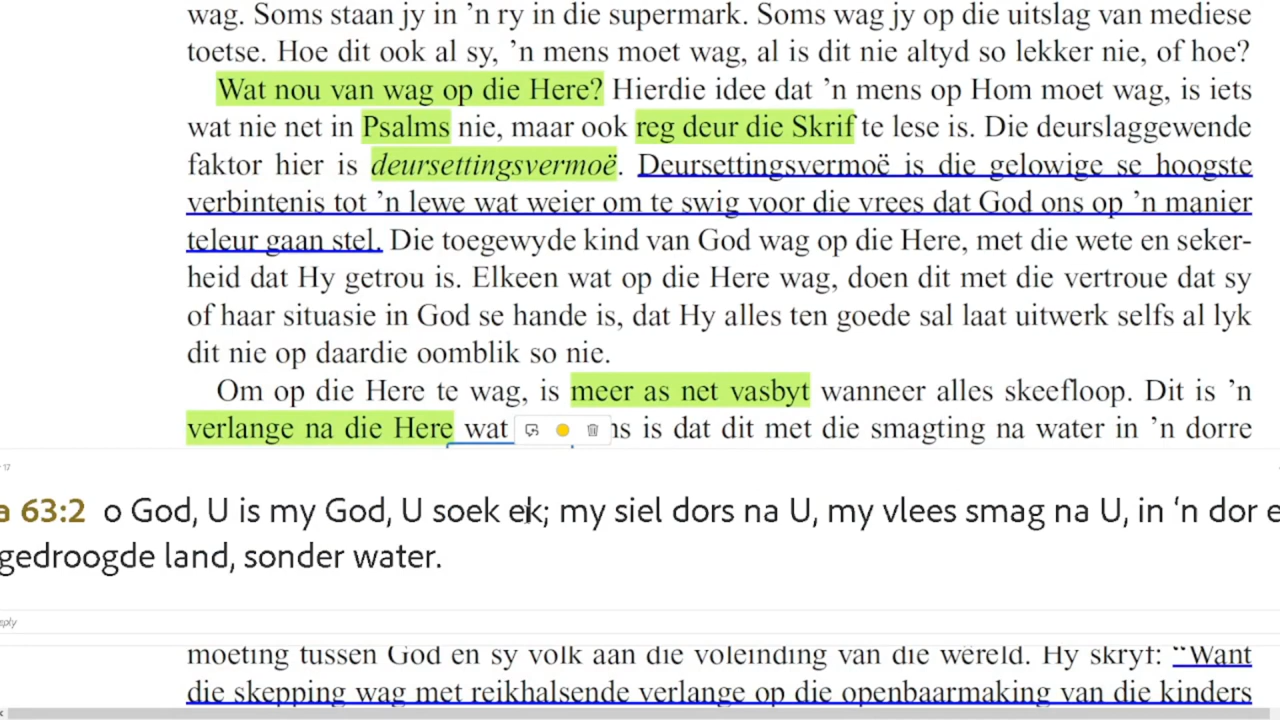 wag. Soms staan jy in ’n ry in die supermark. Soms wag jy op die uitslag van mediese
toetse. Hoe dit ook al sy, ’n mens moet wag, al is dit nie altyd so lekker nie, of hoe?
Wat nou van wag op die Here? Hierdie idee dat ’n mens op Hom moet wag, is iets
wat nie net in Psalms nie, maar ook reg deur die Skrif te lese is. Die deurslaggewende
faktor hier is deursettingsvermoë. Deursettingsvermoë is die gelowige se hoogste
verbintenis tot ’n lewe wat weier om te swig voor die vrees dat God ons op ’n manier
teleur gaan stel. Die toegewyde kind van God wag op die Here, met die wete en seker-
heid dat Hy getrou is. Elkeen wat op die Here wag, doen dit met die vertroue dat sy
of haar situasie in God se hande is, dat Hy alles ten goede sal laat uitwerk selfs al lyk
dit nie op daardie oomblik so nie.
Om op die Here te wag, is meer as net vasbyt wanneer alles skeefloop. Dit is ’n
verlange na die Here wat is dat dit met die smagting na water in ’n dorre
17
a 63:2 o God, U is my God, U soek ek; my siel dors na U, my vlees smag na U, in ‘n dor e
gedroogde land, sonder water.
eply
moeting tussen God en sy volk aan die voleinding van die wêreld. Hy skryf: “Want
die skepping wag met reikhalsende verlange op die openbaarmaking van die kinders